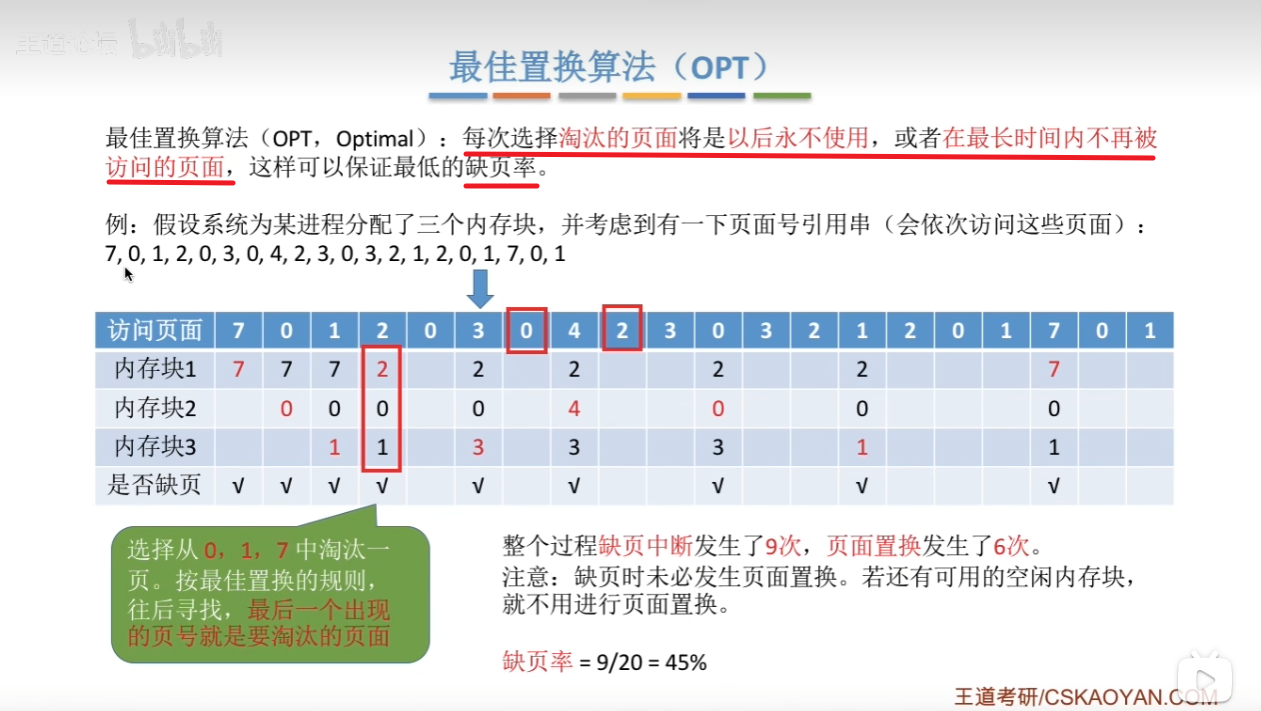 王道论坛 bilibili
最佳置换算法（OPT）
最佳置换算法（OPT，Optimal）：每次选择淘汰的页面将是以后永不使用，或者在最长时间内不再被
访问的页面，这样可以保证最低的缺页率。
例：假设系统为某进程分配了三个内存块，并考虑到有一下页面号引用串（会依次访问这些页面）：
7, 0, 1, 2, 0, 3, 0, 4, 2, 3, 0, 3, 2, 1, 2, 0, 1, 7, 0, 1
访问页面 7 0 1 2 0 3 0 4 2 3 0 3 2 1 2 0 1 7 0 1
内存块1 7 7 7 2 2 2 2 2 7
内存块2 0 0 0 0 4 0 0 0
内存块3 1 1 3 3 3 1 1
是否缺页 √ √ √ √ √ √ √ √ √
选择从 0，1，7 中淘汰一
页。按最佳置换的规则，
往后寻找，最后一个出现
的页号就是要淘汰的页面
整个过程缺页中断发生了9次，页面置换发生了6次。
注意：缺页时未必发生页面置换。若还有可用的空闲内存块，
就不用进行页面置换。
缺页率 = 9/20 = 45%
王道考研/CSKAOYAN.COM